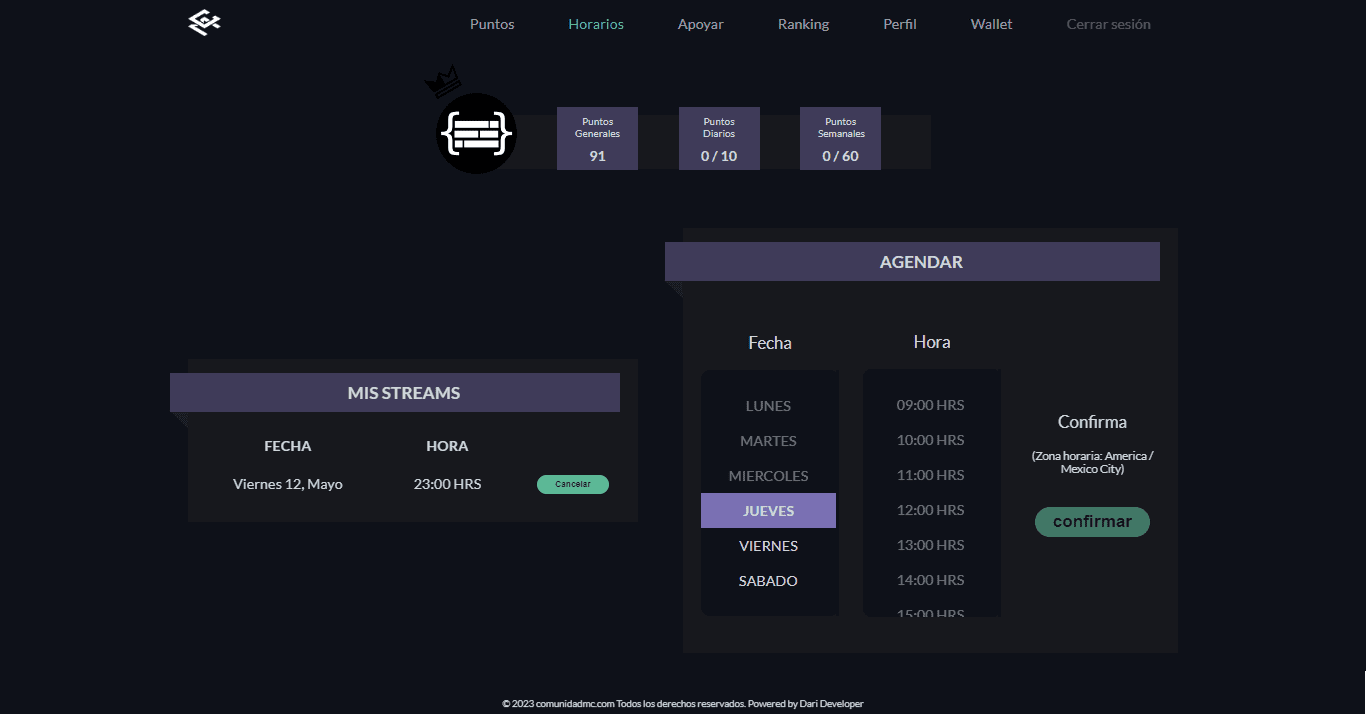 Puntos Horarios Apoyar Ranking Perfil Wallet Cerrar sesión
Puntos
Generales
91
Puntos
Diarios
0 / 10
Puntos
Semanales
0 / 60
MIS STREAMS
FECHA HORA
Viernes 12, Mayo 23:00 HRS Cancelar
AGENDAR
Fecha
LUNES
MARTES
MIERCOLES
JUEVES
VIERNES
SABADO
Hora
09:00 HRS
10:00 HRS
11:00 HRS
12:00 HRS
13:00 HRS
14:00 HRS
15:00 HRS
Confirma
(Zona horaria: America /
Mexico City)
confirmar
© 2023 comunidadmc.com Todos los derechos reservados. Powered by Dari Developer